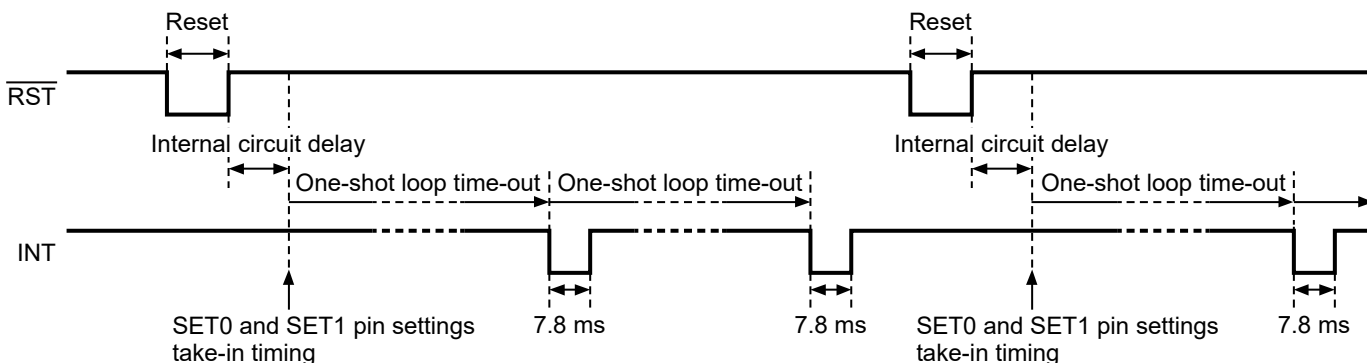 Reset
Reset
RST
Internal circuit delay
Internal circuit delay
One-shot loop time-out
One-shot loop time-out
One-shot loop time-out
INT
SET0 and SET1 pin settings
take-in timing
7.8 ms
7.8 ms
SET0 and SET1 pin settings
take-in timing
7.8 ms